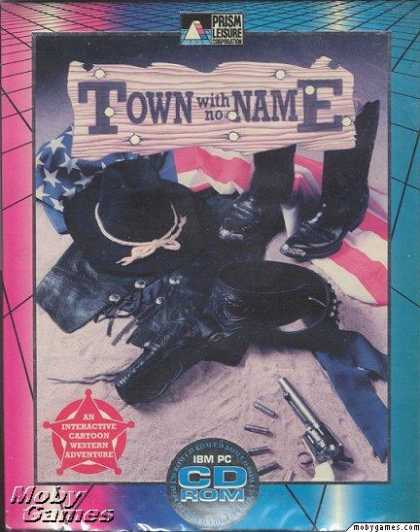 PRISM
LEISURE
CORPORATION
TOWN with no NAME
AN
INTERACTIVE
CARTOON
WESTERN
ADVENTURE
IBM PC
CD
ROM
Moby
Games
mobygames.com